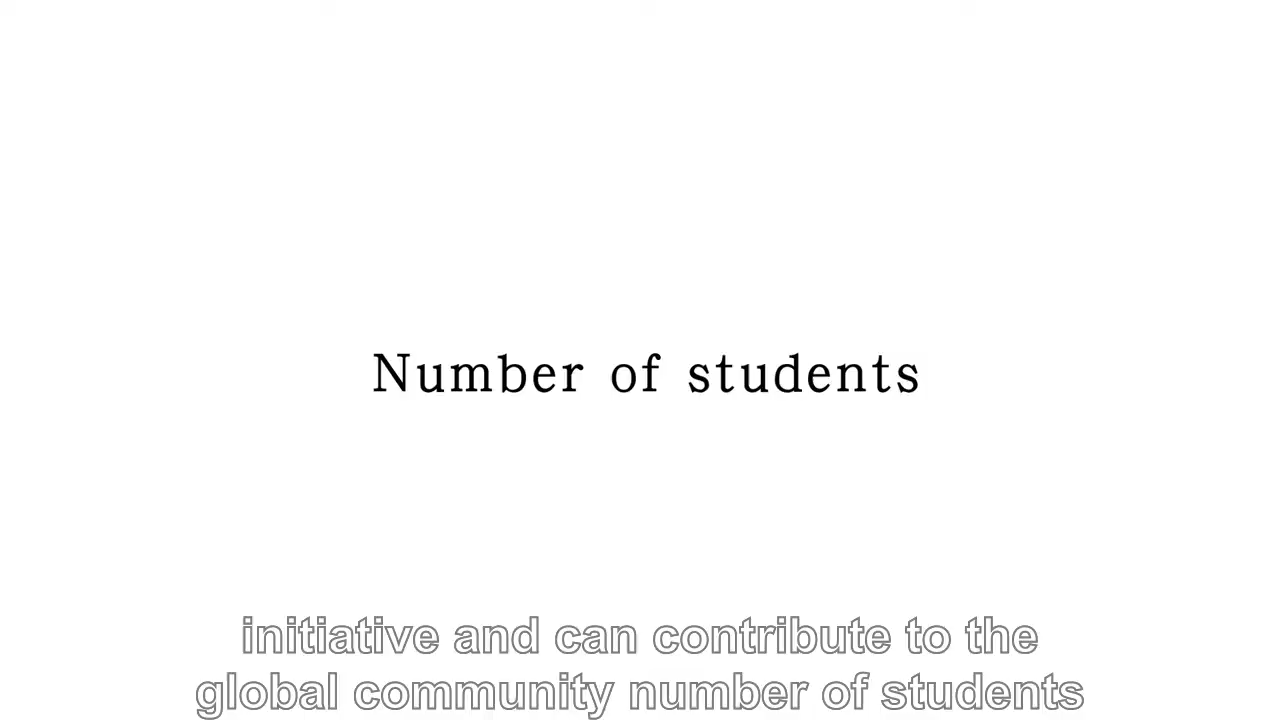 Number of students
initiative and can contribute to the
global community number of students